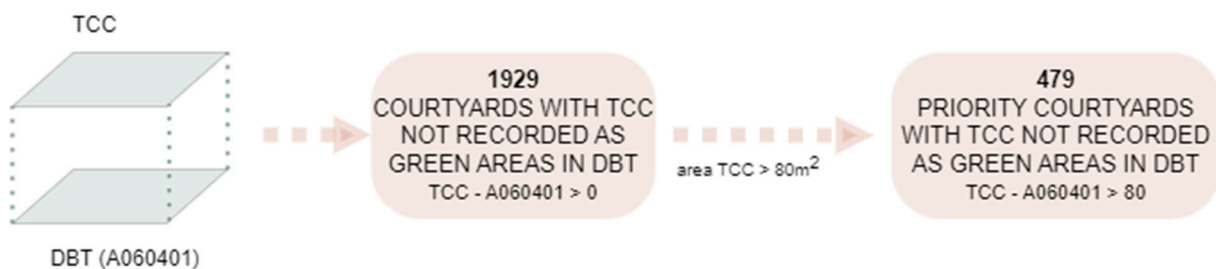 TCC
DBT (A060401)
1929
COURTYARDS WITH TCC
NOT RECORDED AS
GREEN AREAS IN DBT
TCC - A060401 > 0
area TCC > 80m²
479
PRIORITY COURTYARDS
WITH TCC NOT RECORDED
AS GREEN AREAS IN DBT
TCC - A060401 > 80